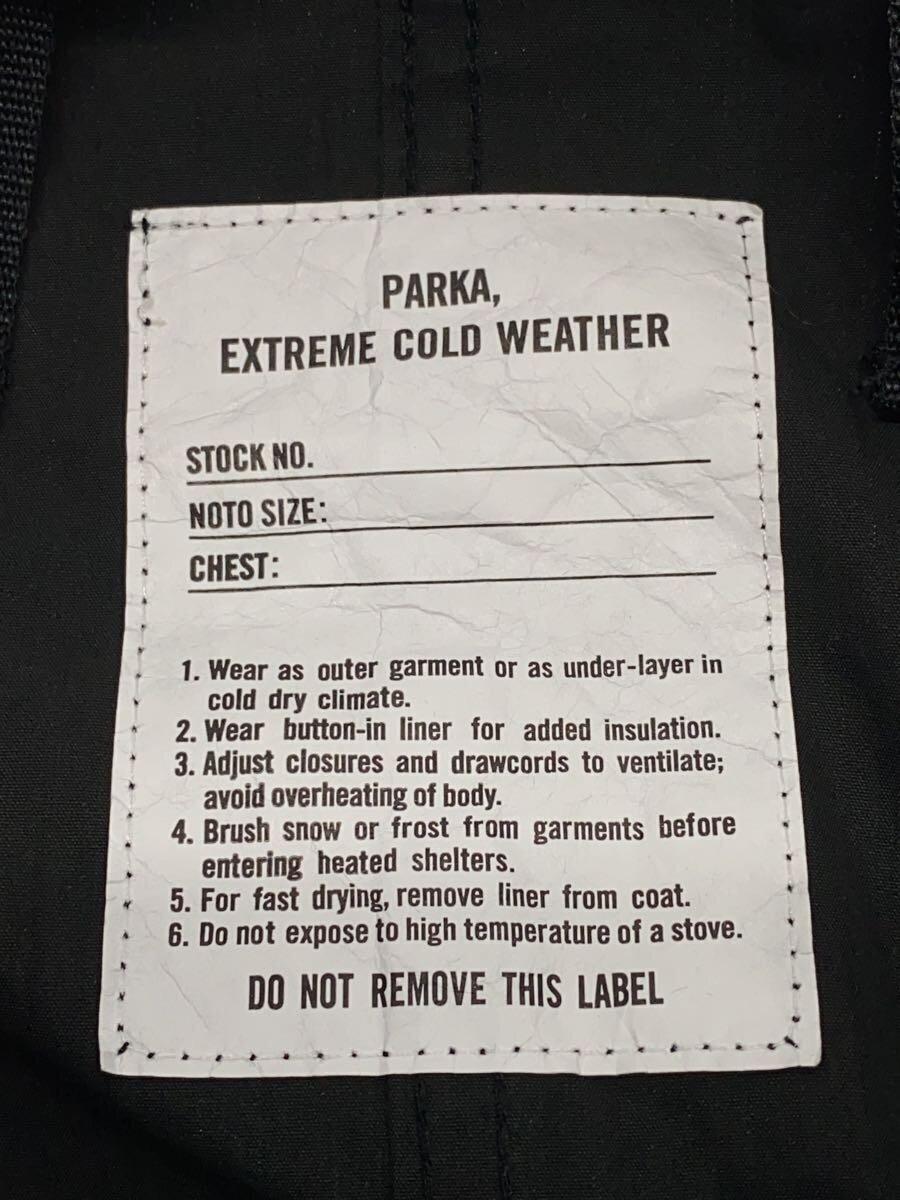 PARKA,
EXTREME COLD WEATHER
STOCK NO.
NOTO SIZE:
CHEST:
1. Wear as outer garment or as under-layer in
cold dry climate.
2. Wear button-in liner for added insulation.
3. Adjust closures and drawcords to ventilate;
avoid overheating of body.
4. Brush snow or frost from garments before
entering heated shelters.
5. For fast drying, remove liner from coat.
6. Do not expose to high temperature of a stove.
DO NOT REMOVE THIS LABEL